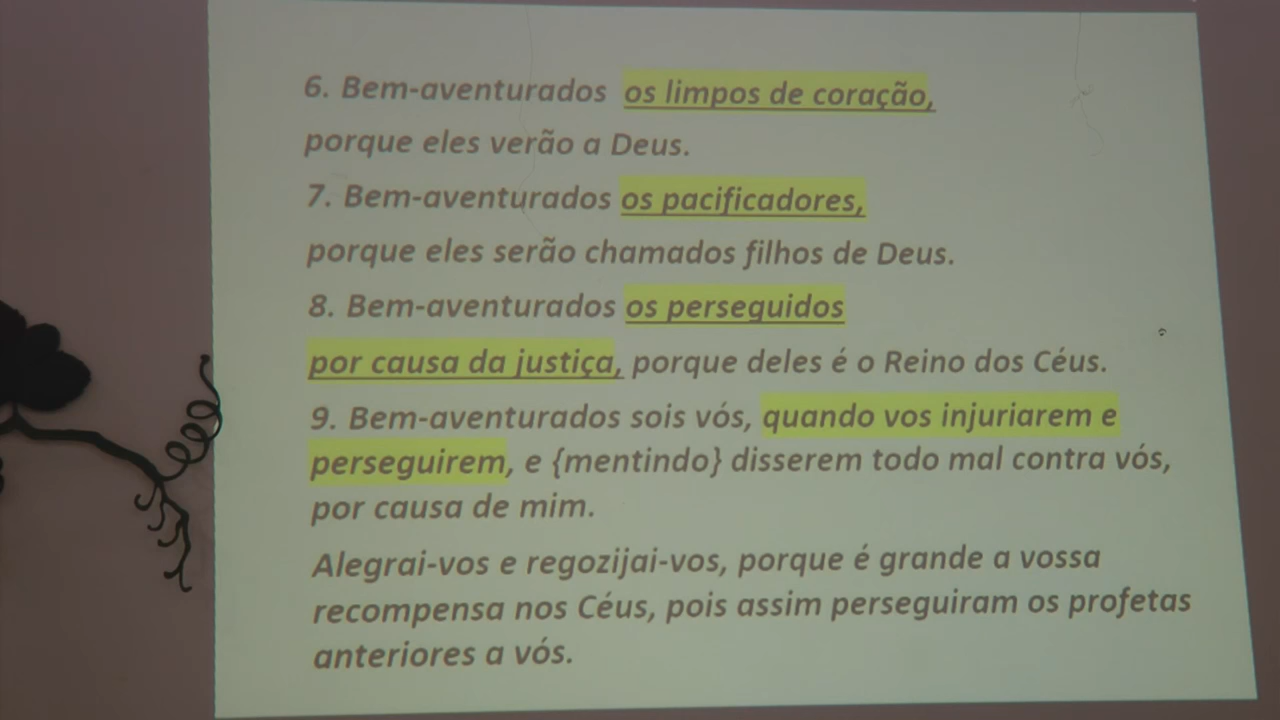 6. Bem-aventurados os limpos de coração,
porque eles verão a Deus.
7. Bem-aventurados os pacificadores,
porque eles serão chamados filhos de Deus.
8. Bem-aventurados os perseguidos
por causa da justiça, porque deles é o Reino dos Céus.
9. Bem-aventurados sois vós, quando vos injuriarem e
perseguirem, e {mentindo} disserem todo mal contra vós,
por causa de mim.
Alegrai-vos e regozijai-vos, porque é grande a vossa
recompensa nos Céus, pois assim perseguiram os profetas
anteriores a vós.